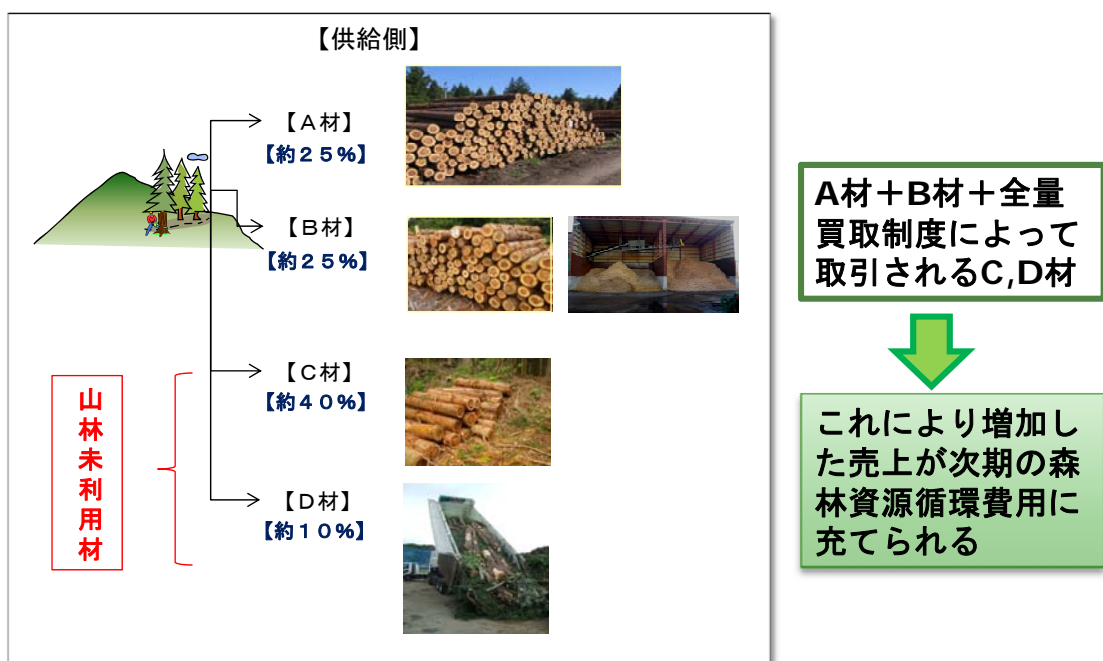 【供給側】
【A材】
【約25%】
【B材】
【約25%】
【C材】
【約40%】
【D材】
【約10%】
山林未利用材
A材+B材+全量
買取制度によって
取引されるC,D材
これにより増加し
た売上が次期の森
林資源循環費用に
充てられる